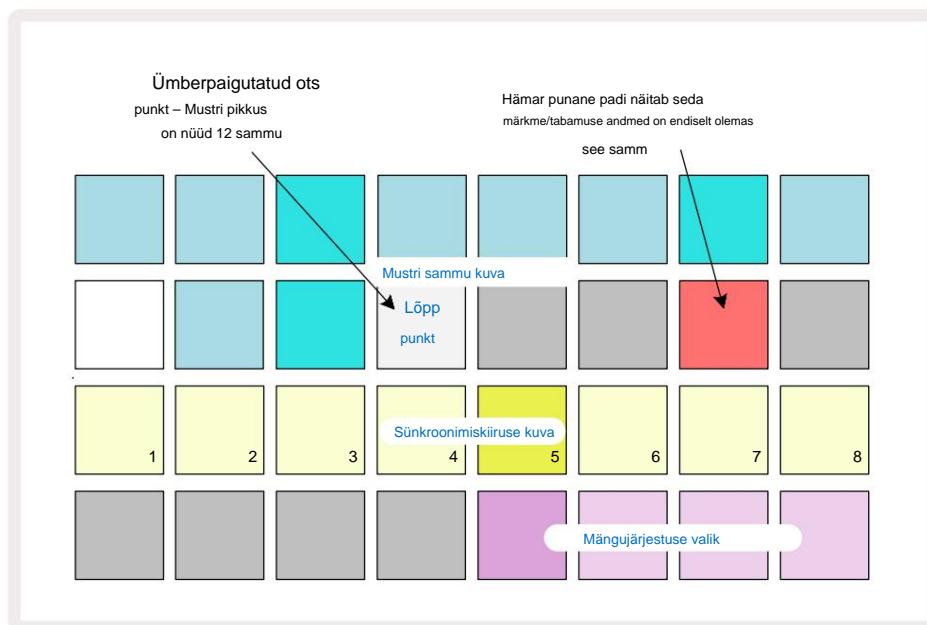 Ümberpaigutatud ots
punkt – Mustri pikkus
on nüüd 12 sammu
Hämar punane padi näitab seda
märkme/tabamuse andmed on endiselt olemas
see samm
Mustri sammu kuva
Lõpp
punkt
Sünkroonimiskiiruse kuva
1 2 3 4 5 6 7 8
Mängujärjestuse valik